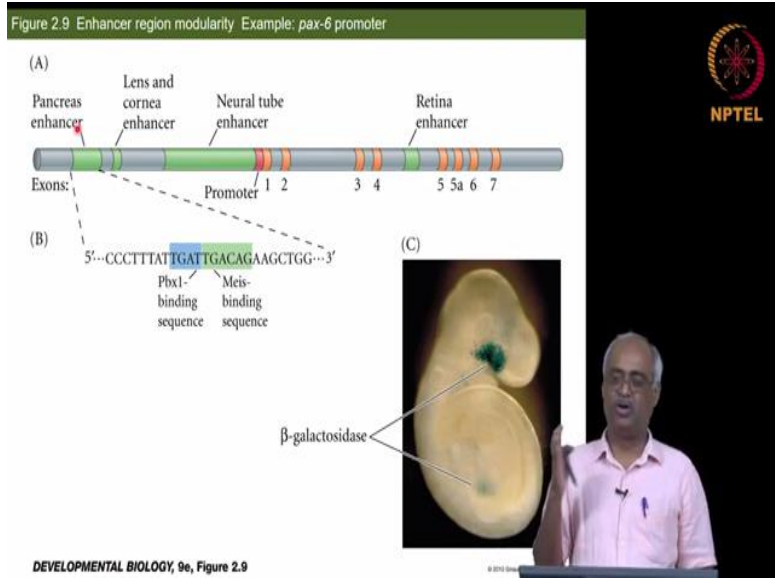 Figure 2.9 Enhancer region modularity Example: pax-6 promoter
NPTEL
(A)
Pancreas
enhancer
Lens and
cornea
enhancer
Neural tube
enhancer
Retina
enhancer
Exons:
Promoter
1 2 3 4 5 5a 6 7
(B)
5′···CCCTTTATTGATTGACAGAAGCTGG···3′
Pbx1-
binding
sequence
Meis-
binding
sequence
(C)
β-galactosidase
DEVELOPMENTAL BIOLOGY, 9e, Figure 2.9
© 2010